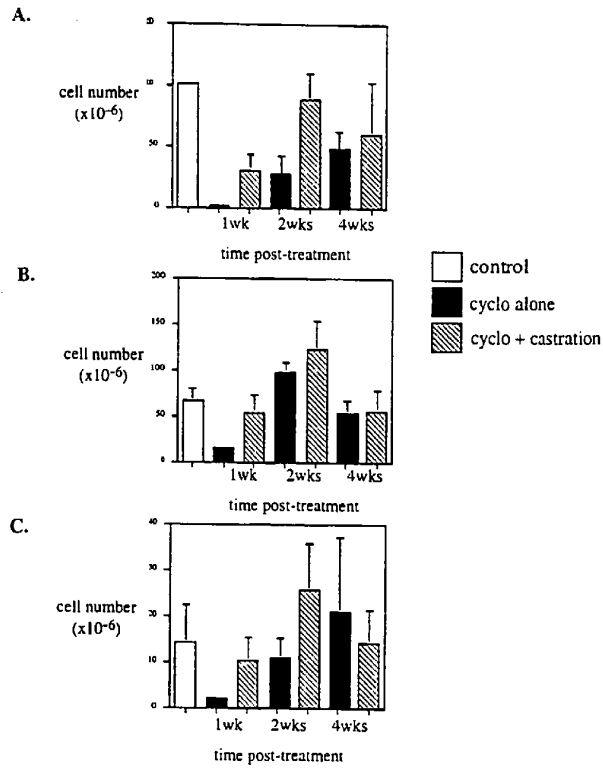 A.
cell number
(x10-6)
50
0
1wk 2wks 4wks
time post-treatment
B.
200
150
cell number
(x10-6)
100
50
0
1wk 2wks 4wks
time post-treatment
control
cyclo alone
cyclo + castration
C.
40
30
cell number
(x10-6)
20
10
0
1wk 2wks 4wks
time post-treatment